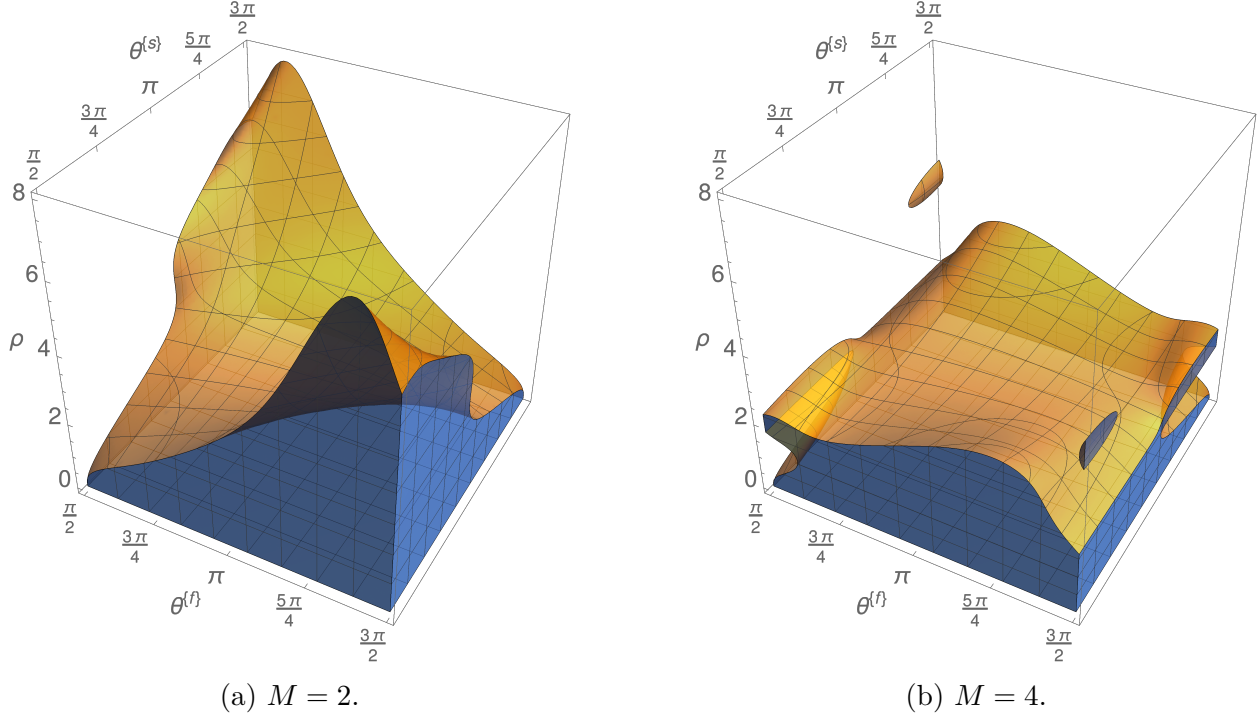 3π/2
θ{s}
5π/4
π
3π/4
π/2
8
6
ρ
4
2
0
π/2
3π/4
π
θ{f}
5π/4
3π/2
(a) M = 2.
3π/2
θ{s}
5π/4
π
3π/4
π/2
8
6
ρ
4
2
0
π/2
3π/4
π
θ{f}
5π/4
3π/2
(b) M = 4.